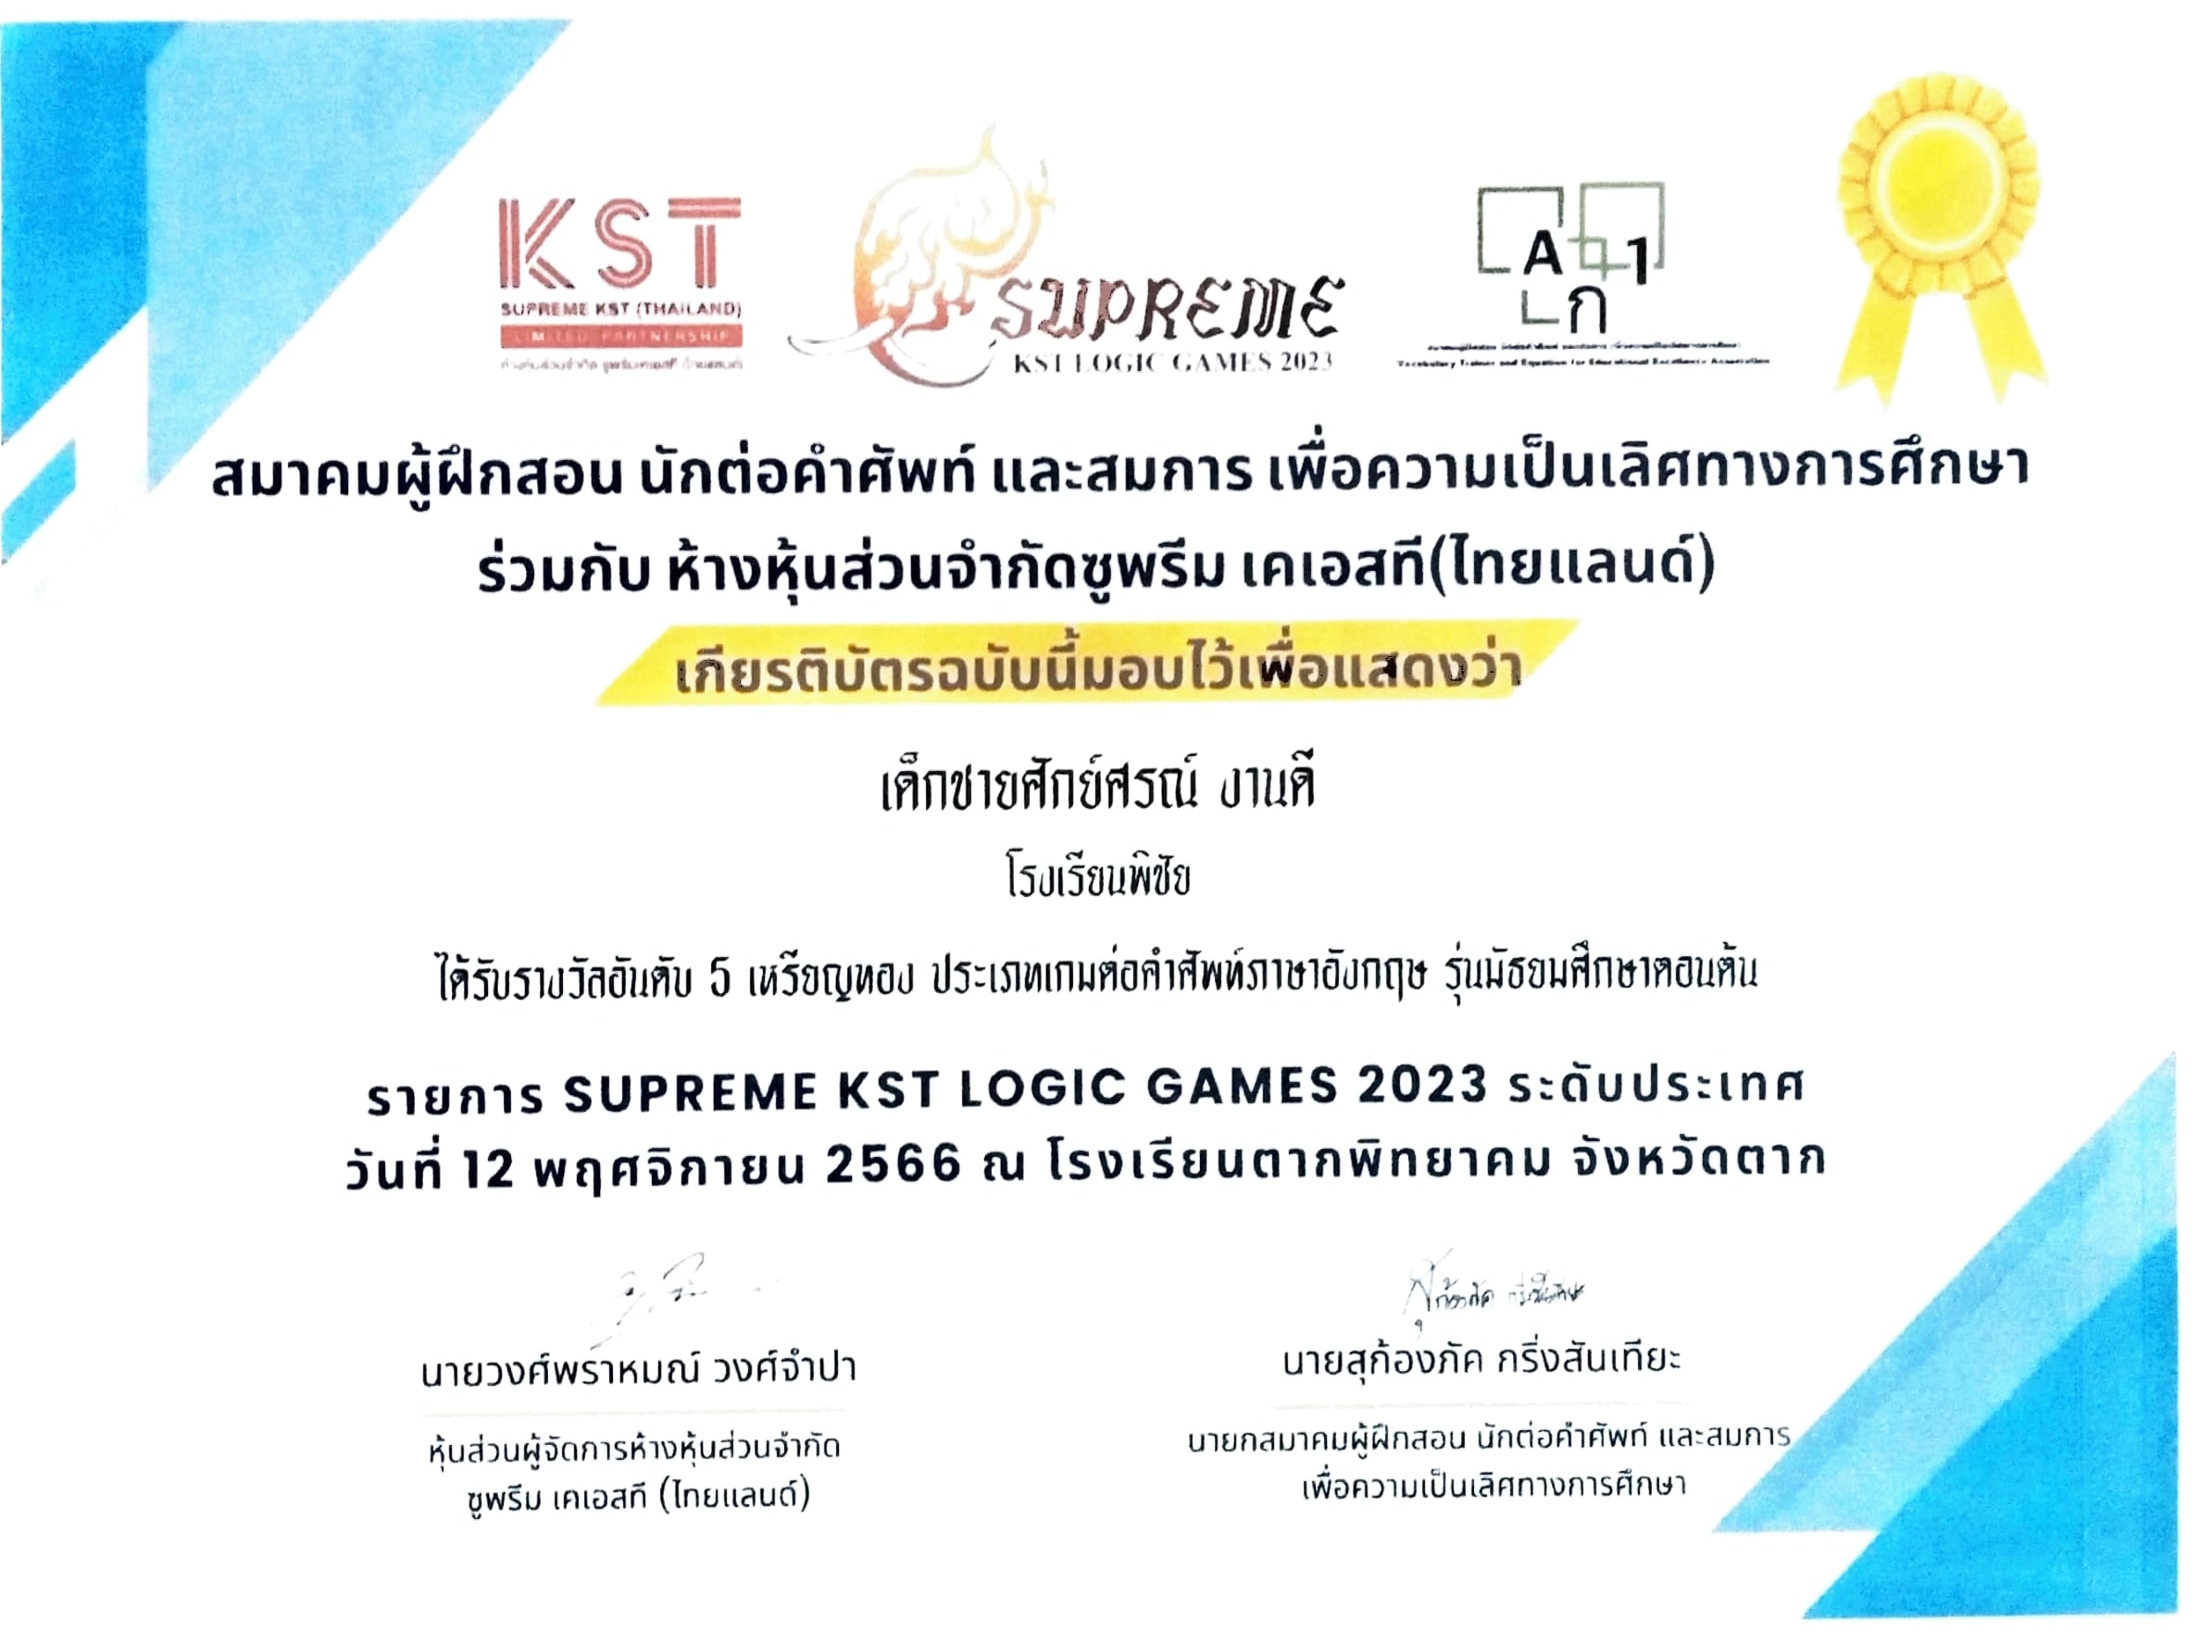 KST
SUPREME KST (THAILAND)
LIMITED PARTNERSHIP
ห้างหุ้นส่วนจำกัด ซูพรีมเคเอสที (ไทยแลนด์)
SUPREME
KST LOGIC GAMES 2023
A 1
ก
Vocabulary Trainer and Equation for Educational Excellence Association
สมาคมผู้ฝึกสอน นักต่อคำศัพท์ และสมการ เพื่อความเป็นเลิศทางการศึกษา
ร่วมกับ ห้างหุ้นส่วนจำกัดซูพรีม เคเอสที(ไทยแลนด์)
เกียรติบัตรฉบับนี้มอบไว้เพื่อแสดงว่า
เด็กชายศักย์ศรณ์ งานดี
โรงเรียนพิชัย
ได้รับรางวัลอันดับ 5 เหรียญทอง ประเภทเกมต่อคำศัพท์ภาษาอังกฤษ รุ่นมัธยมศึกษาตอนต้น
รายการ SUPREME KST LOGIC GAMES 2023 ระดับประเทศ
วันที่ 12 พฤศจิกายน 2566 ณ โรงเรียนตากพิทยาคม จังหวัดตาก
นายวงศ์พราหมณ์ วงศ์จำปา
หุ้นส่วนผู้จัดการห้างหุ้นส่วนจำกัด
ซูพรีม เคเอสที (ไทยแลนด์)
นายสุก้องภัค กริ่งสันเทียะ
นายกสมาคมผู้ฝึกสอน นักต่อคำศัพท์ และสมการ
เพื่อความเป็นเลิศทางการศึกษา